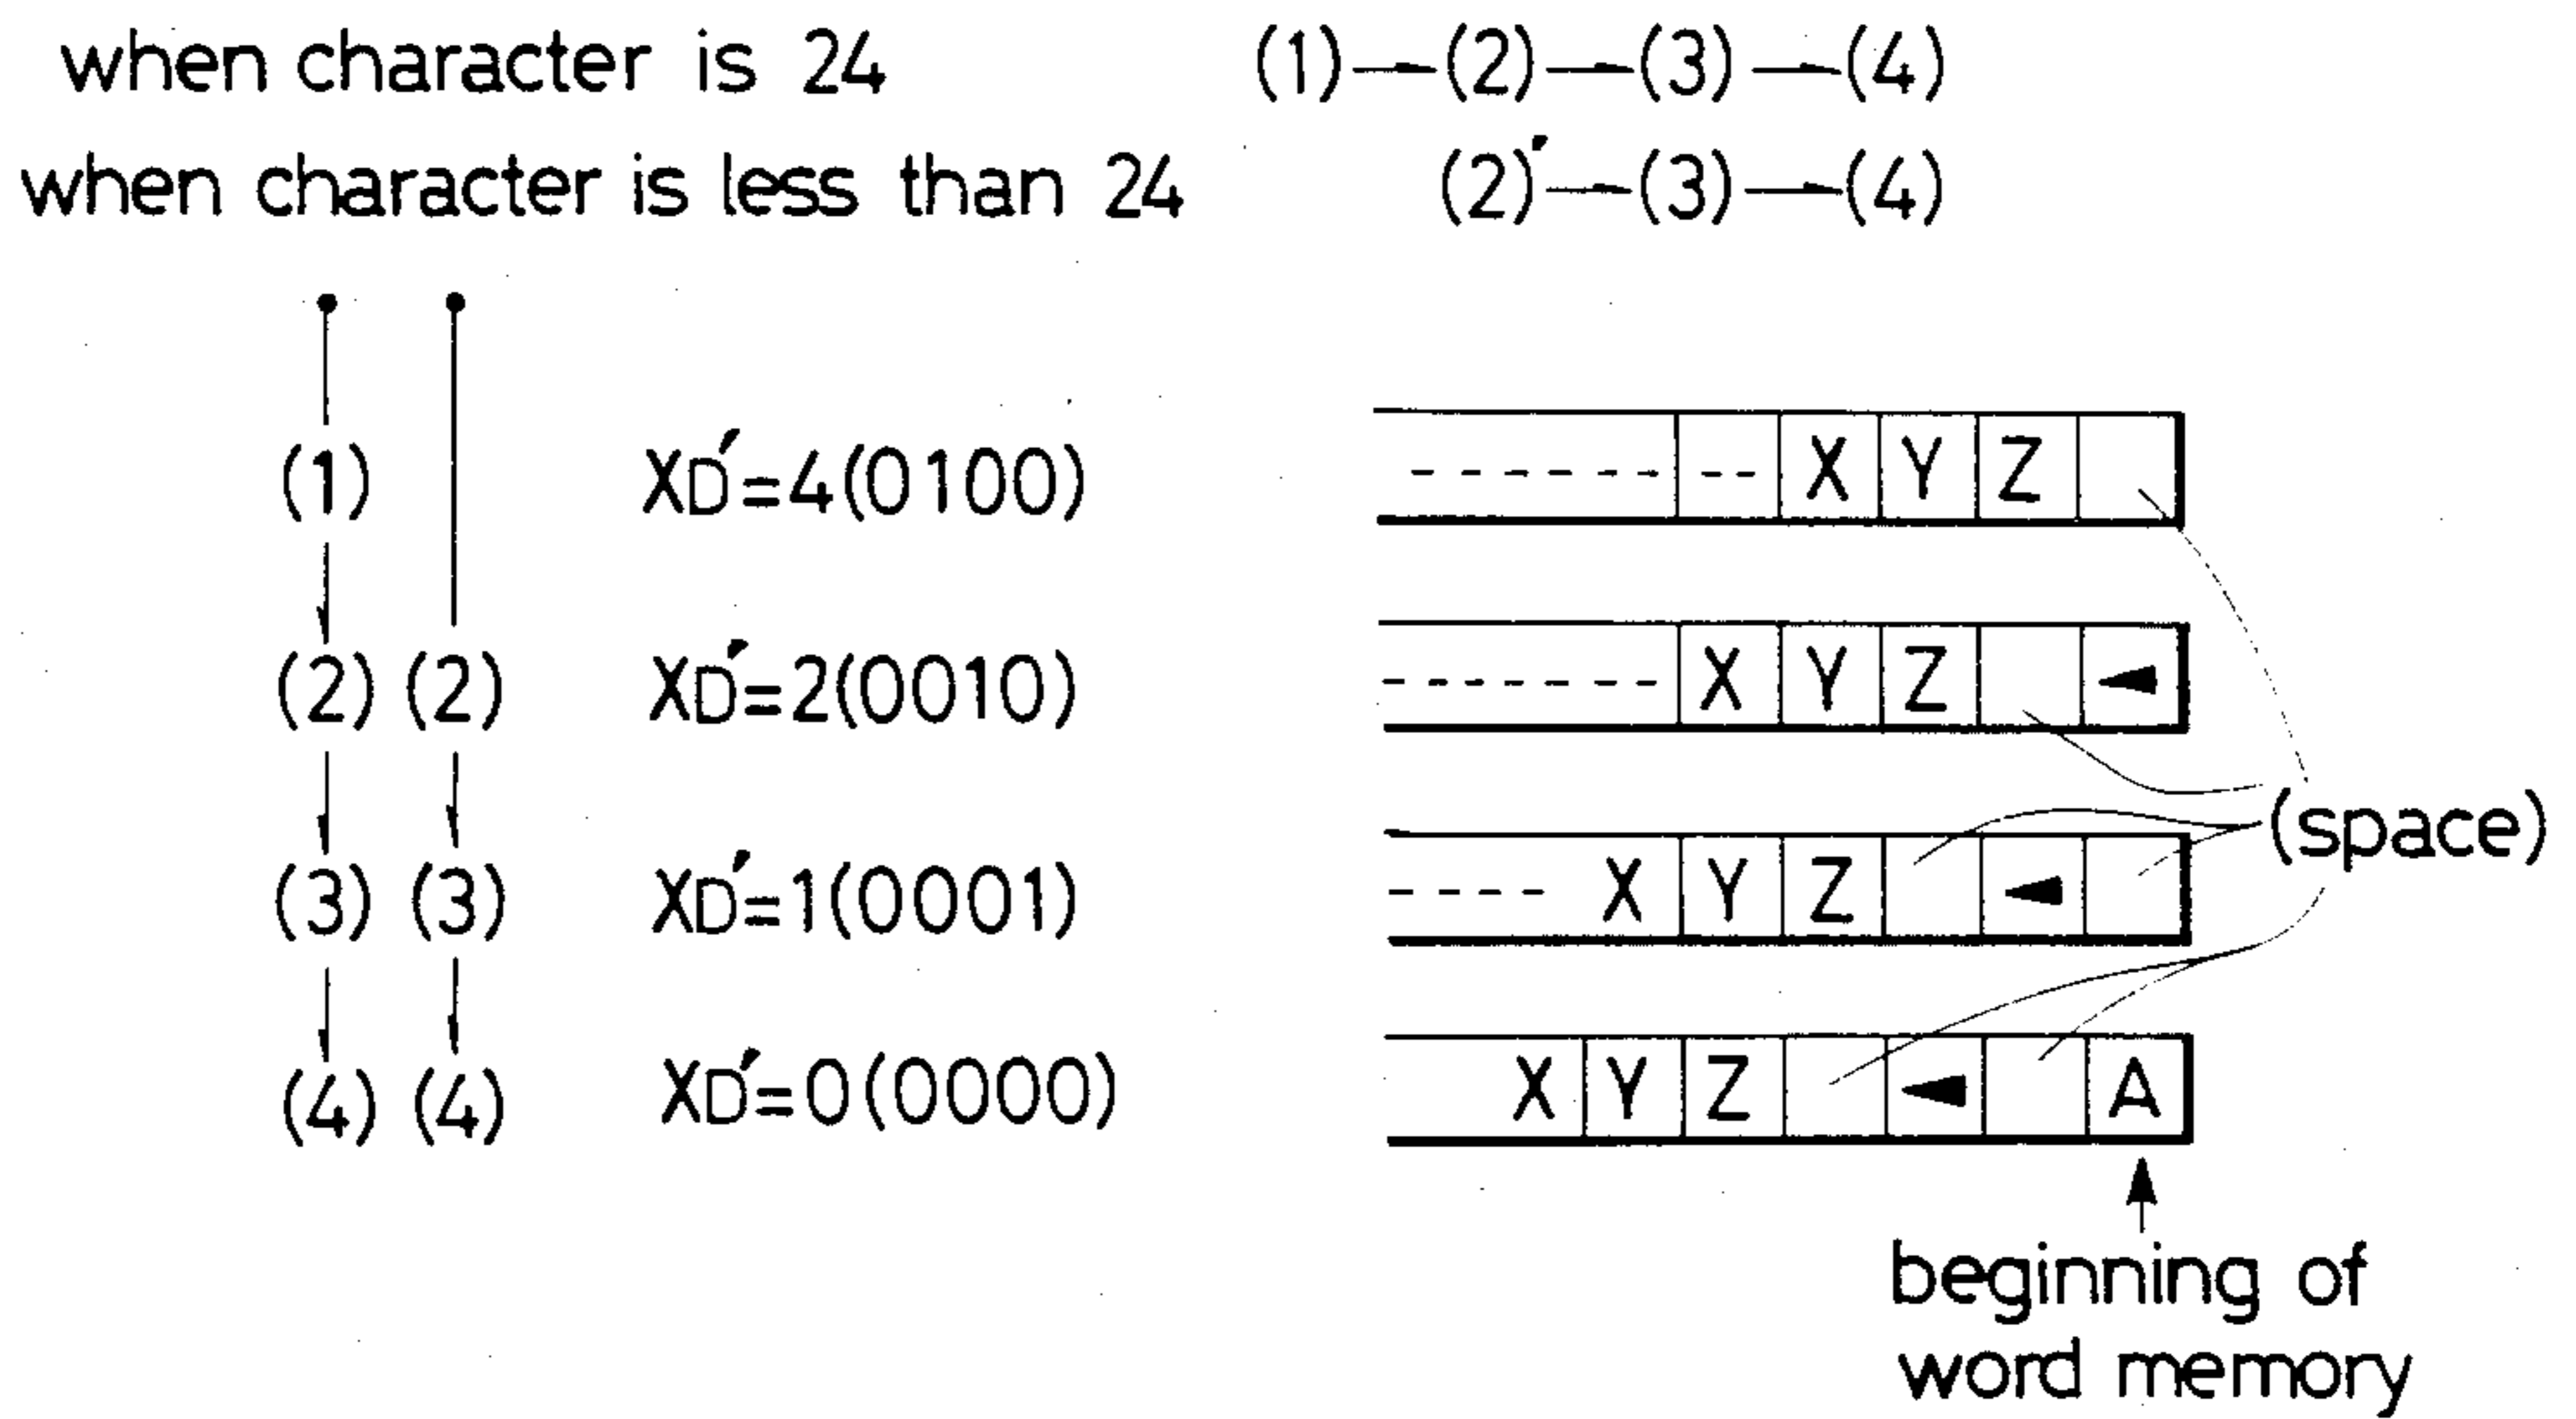 when character is 24 (1)→(2)→(3)→(4)
when character is less than 24 (2)′→(3)→(4)
(1) XD′=4(0100) ------- -- X Y Z
(2) (2) XD′=2(0010) ------- X Y Z ◀
(space)
(3) (3) XD′=1(0001) ---- X Y Z ◀
(4) (4) XD′=0(0000) X Y Z ◀ A
beginning of
word memory